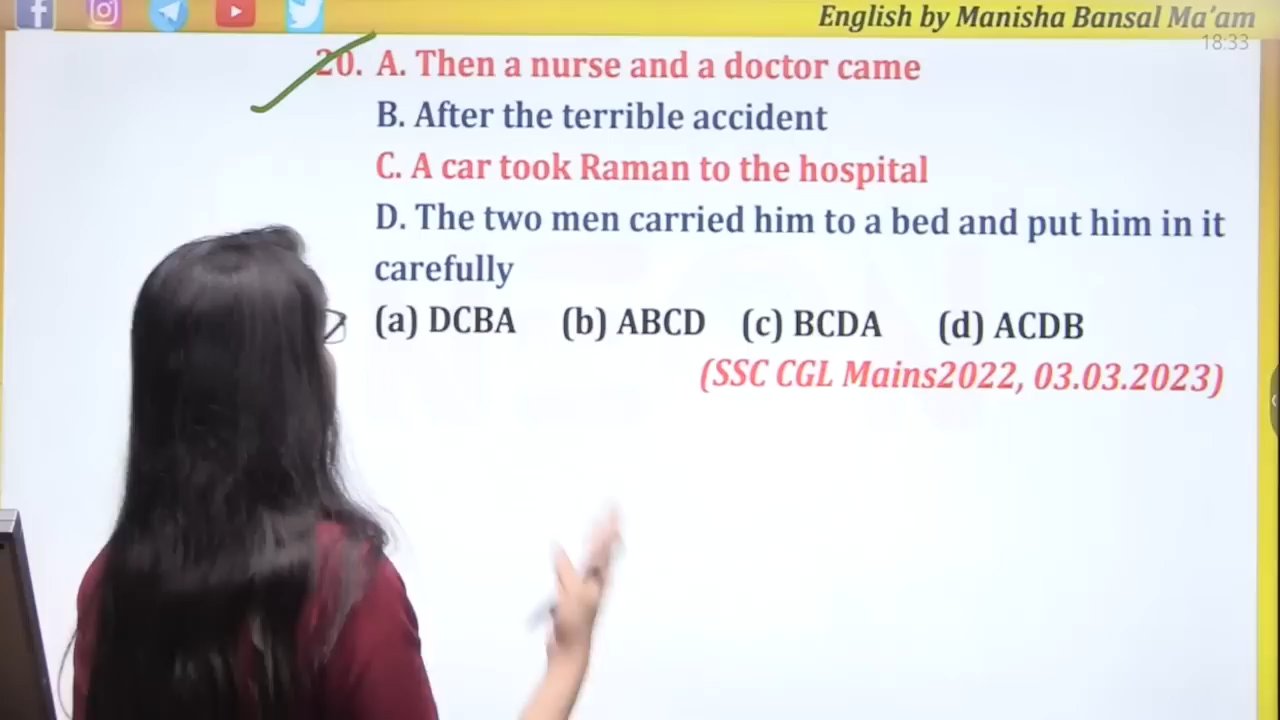 English by Manisha Bansal Ma'am
18:33
20. A. Then a nurse and a doctor came
B. After the terrible accident
C. A car took Raman to the hospital
D. The two men carried him to a bed and put him in it
carefully
(a) DCBA (b) ABCD (c) BCDA (d) ACDB
(SSC CGL Mains2022, 03.03.2023)